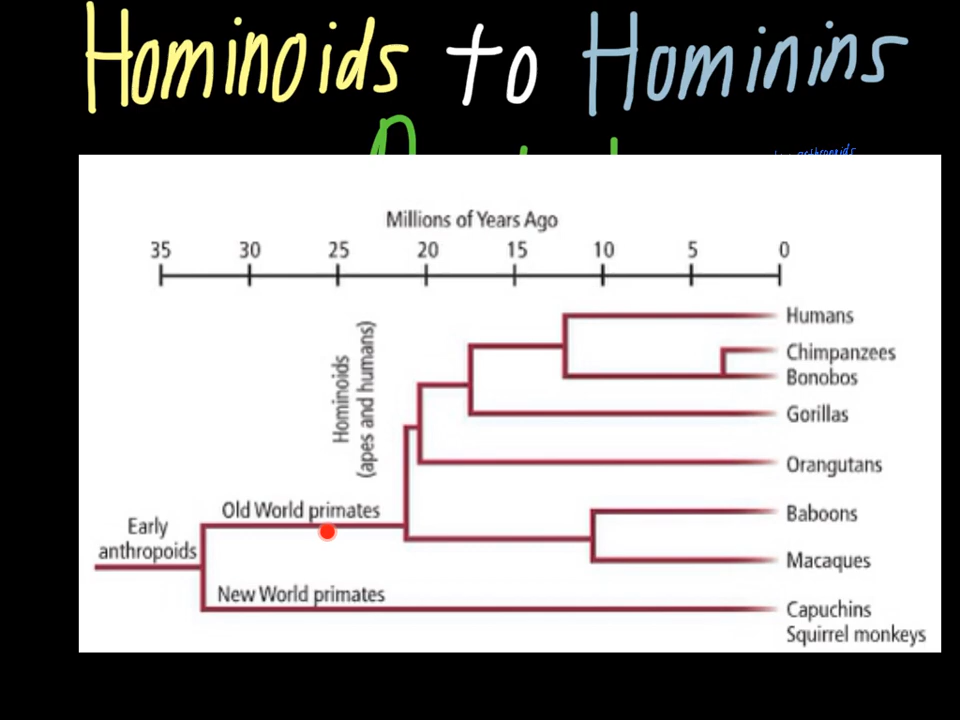 Hominoids to Hominins
anthropoids
Millions of Years Ago
35 30 25 20 15 10 5 0
Hominoids
(apes and humans)
Humans
Chimpanzees
Bonobos
Gorillas
Orangutans
Old World primates
Baboons
Early
anthropoids
Macaques
New World primates
Capuchins
Squirrel monkeys